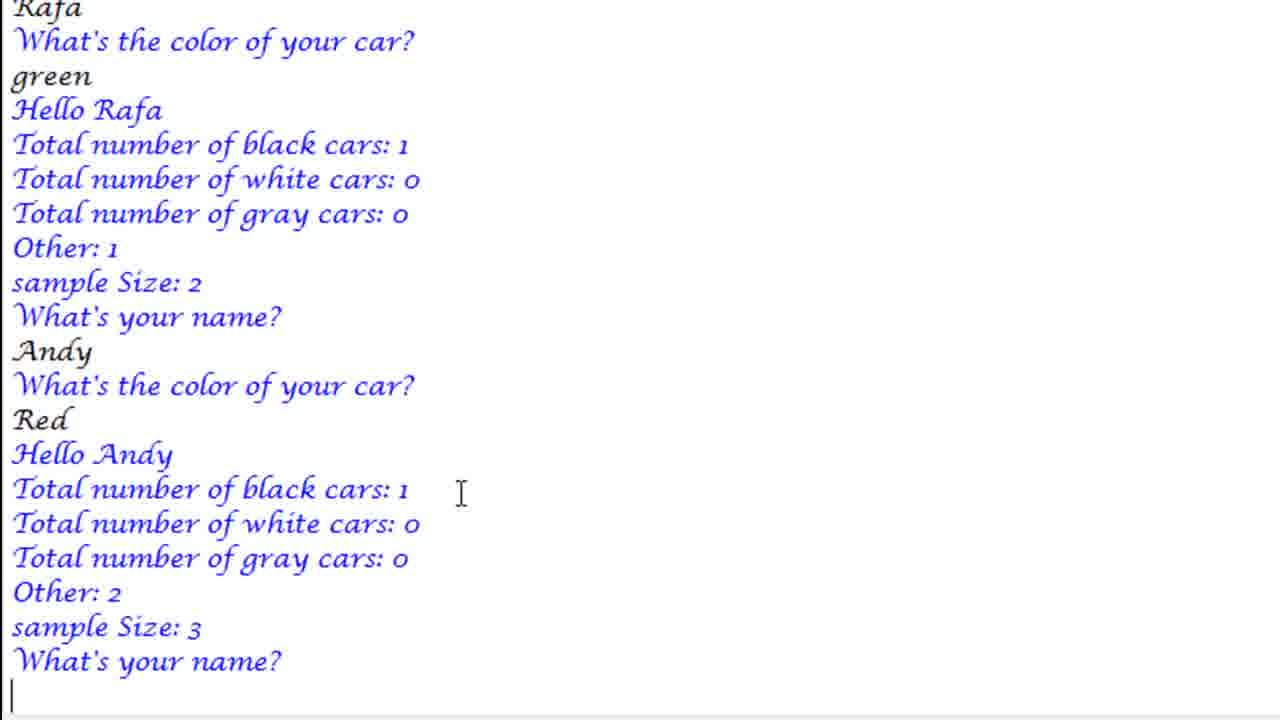 Rafa
What's the color of your car?
green
Hello Rafa
Total number of black cars: 1
Total number of white cars: 0
Total number of gray cars: 0
Other: 1
sample Size: 2
What's your name?
Andy
What's the color of your car?
Red
Hello Andy
Total number of black cars: 1
Total number of white cars: 0
Total number of gray cars: 0
Other: 2
sample Size: 3
What's your name?